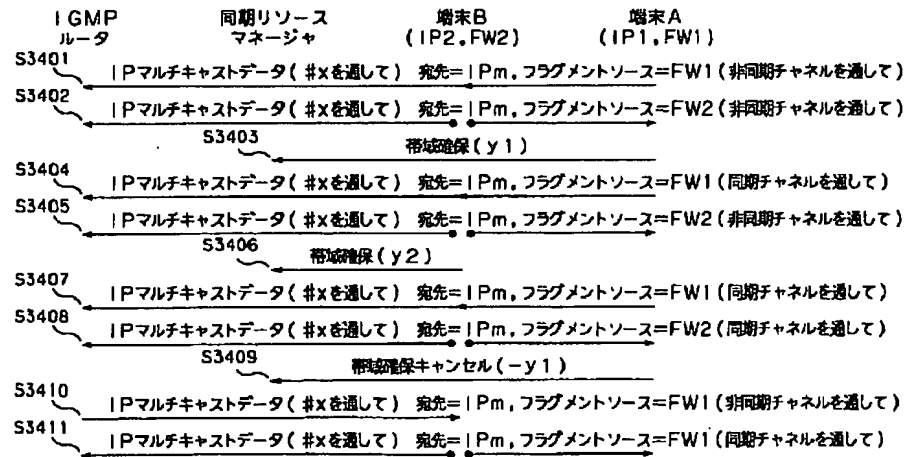 IGMP 同期リソース 端末B 端末A
ルータ マネージャ (IP2,FW2) (IP1,FW1)
S3401
IPマルチキャストデータ(#xを通して) 宛先=IPm,フラグメントソース=FW1(非同期チャネルを通して)
S3402
IPマルチキャストデータ(#xを通して) 宛先=IPm,フラグメントソース=FW2(非同期チャネルを通して)
S3403
帯域確保(y1)
S3404
IPマルチキャストデータ(#xを通して) 宛先=IPm,フラグメントソース=FW1(同期チャネルを通して)
S3405
IPマルチキャストデータ(#xを通して) 宛先=IPm,フラグメントソース=FW2(非同期チャネルを通して)
S3406
帯域確保(y2)
S3407
IPマルチキャストデータ(#xを通して) 宛先=IPm,フラグメントソース=FW1(同期チャネルを通して)
S3408
IPマルチキャストデータ(#xを通して) 宛先=IPm,フラグメントソース=FW2(同期チャネルを通して)
S3409
帯域確保キャンセル(-y1)
S3410
IPマルチキャストデータ(#xを通して) 宛先=IPm,フラグメントソース=FW1(非同期チャネルを通して)
S3411
IPマルチキャストデータ(#xを通して) 宛先=IPm,フラグメントソース=FW1(同期チャネルを通して)